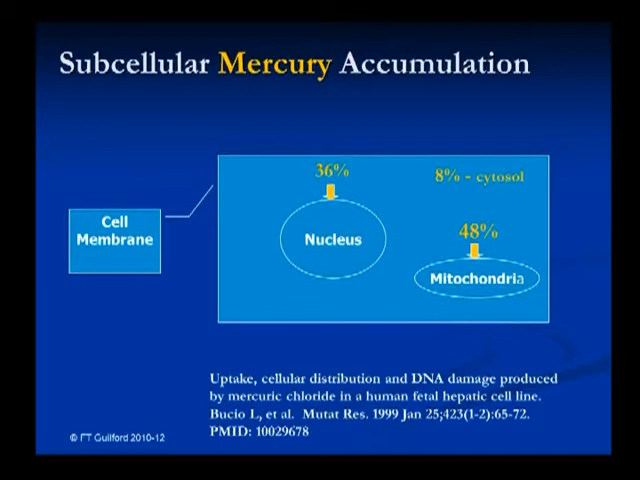 Subcellular Mercury Accumulation
36%
8% - cytosol
Cell
Membrane
Nucleus
48%
Mitochondria
Uptake, cellular distribution and DNA damage produced
by mercuric chloride in a human fetal hepatic cell line.
Bucio L, et al. Mutat Res. 1999 Jan 25;423(1-2):65-72.
PMID: 10029678
© FT Guilford 2010-12